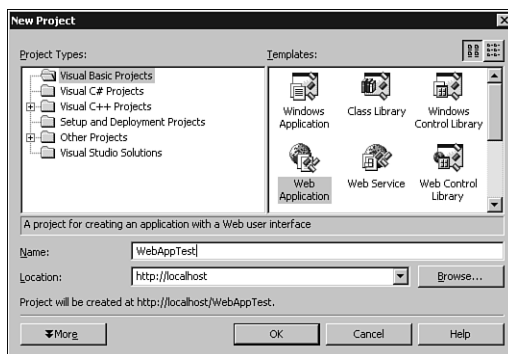 New Project
Project Types:
Templates:
Visual Basic Projects
Visual C# Projects
Visual C++ Projects
Setup and Deployment Projects
Other Projects
Visual Studio Solutions
Windows
Application
Class Library
Windows
Control Library
Web
Application
Web Service
Web Control
Library
A project for creating an application with a Web user interface
Name:
WebAppTest
Location:
http://localhost
Browse...
Project will be created at http://localhost/WebAppTest.
More
OK
Cancel
Help